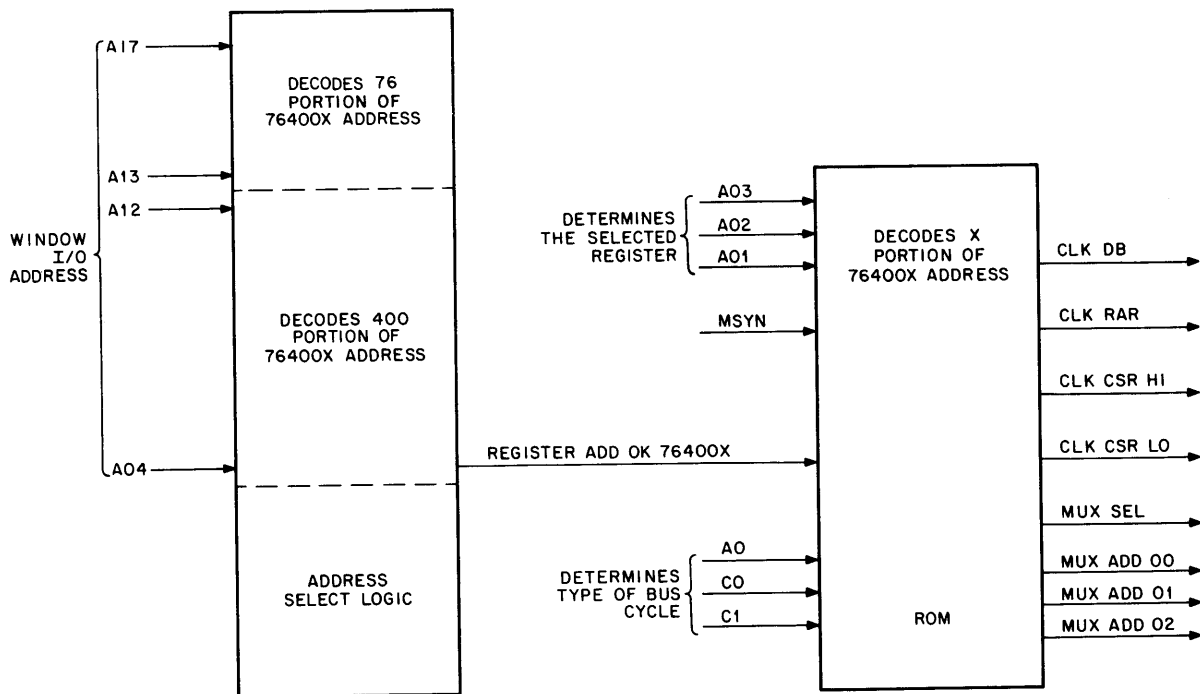 A17
A13
A12
A04
WINDOW
I/O
ADDRESS
DECODES 76
PORTION OF
76400X ADDRESS
DECODES 400
PORTION OF
76400X ADDRESS
ADDRESS
SELECT LOGIC
REGISTER ADD OK 76400X
DETERMINES
THE SELECTED
REGISTER
A03
A02
A01
MSYN
DETERMINES
TYPE OF BUS
CYCLE
A0
C0
C1
DECODES X
PORTION OF
76400X ADDRESS
ROM
CLK DB
CLK RAR
CLK CSR HI
CLK CSR LO
MUX SEL
MUX ADD 00
MUX ADD 01
MUX ADD 02